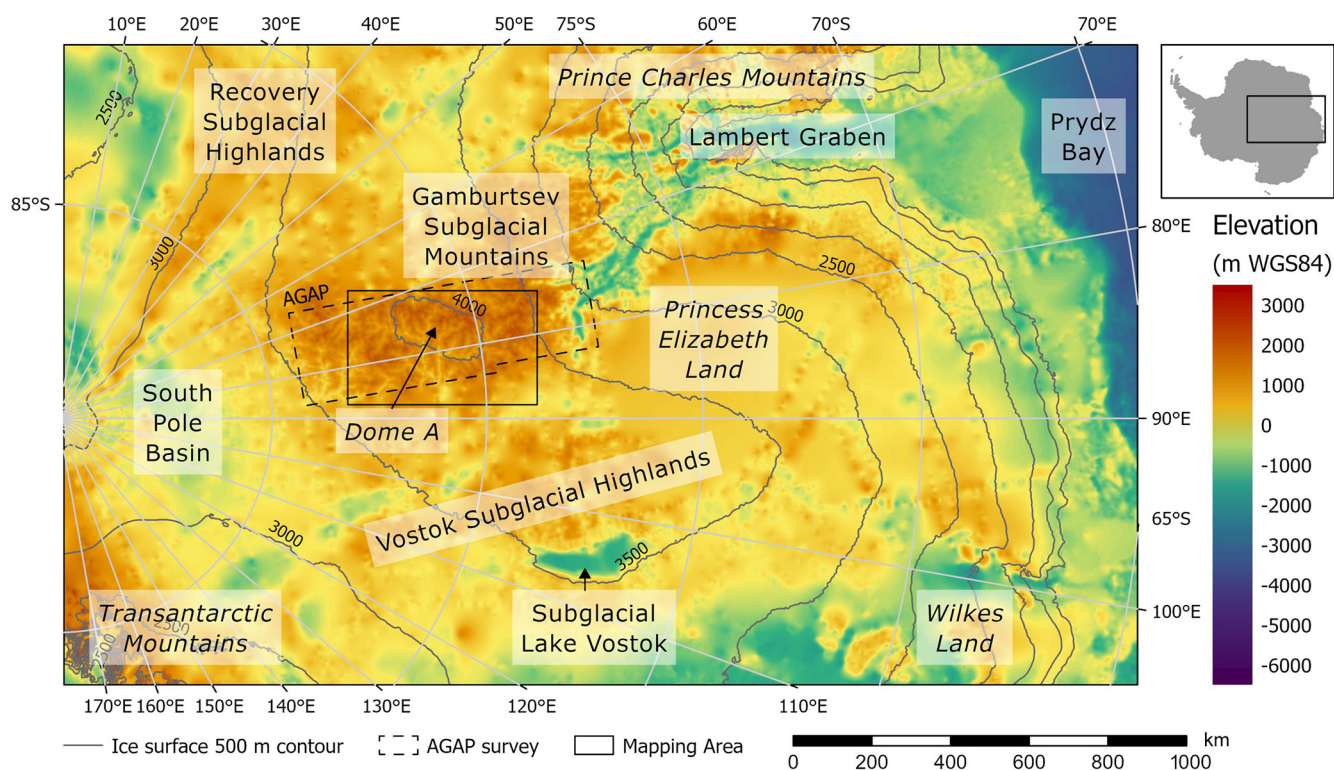 10°E 20°E 30°E 40°E 50°E 75°S 60°E 70°S 70°E
Prince Charles Mountains
Recovery
Subglacial
Highlands
2500
Lambert Graben
Prydz
Bay
85°S
Gamburtsev
Subglacial
Mountains
80°E
3000
2500
AGAP
4000
3000
Princess
Elizabeth
Land
South
Pole
Basin
Dome A
90°E
Vostok Subglacial Highlands
65°S
3000
3500
Subglacial
Lake Vostok
Transantarctic
Mountains
2500
2500
Wilkes
Land
100°E
170°E 160°E 150°E 140°E 130°E 120°E 110°E
Elevation
(m WGS84)
3000
2000
1000
0
-1000
-2000
-3000
-4000
-5000
-6000
Ice surface 500 m contour
AGAP survey
Mapping Area
km
0 200 400 600 800 1000